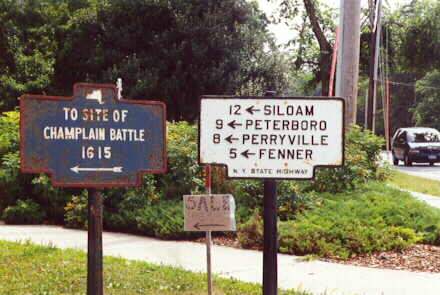 TO SITE OF
CHAMPLAIN BATTLE
1615
12 ← SILOAM
9 ← PETERBORO
8 ← PERRYVILLE
5 ← FENNER
N.Y. STATE HIGHWAY
SALE